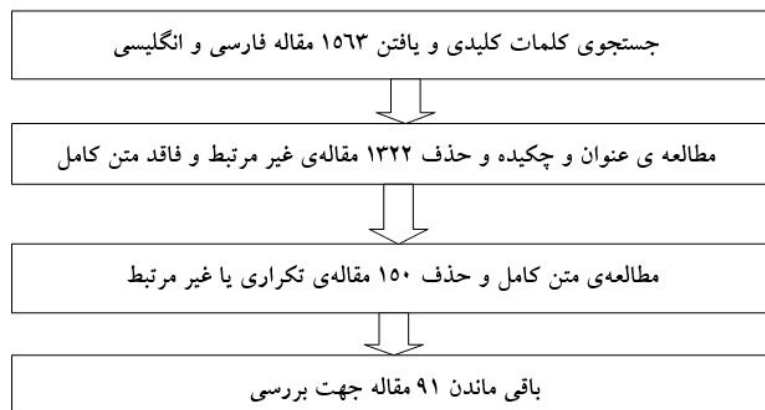 جستجوی کلمات کلیدی و یافتن ۱۵۶۳ مقاله فارسی و انگلیسی
مطالعه ی عنوان و چکیده و حذف ۱۳۲۲ مقاله‌ی غیر مرتبط و فاقد متن کامل
مطالعه‌ی متن کامل و حذف ۱۵۰ مقاله‌ی تکراری یا غیر مرتبط
باقی ماندن ۹۱ مقاله جهت بررسی